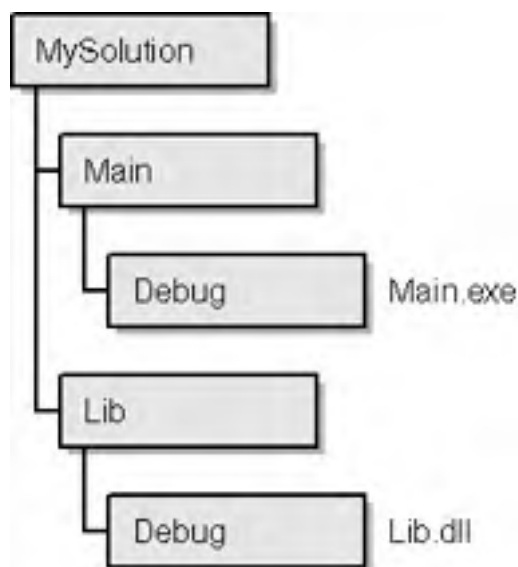 MySolution
Main
Debug Main.exe
Lib
Debug Lib.dll